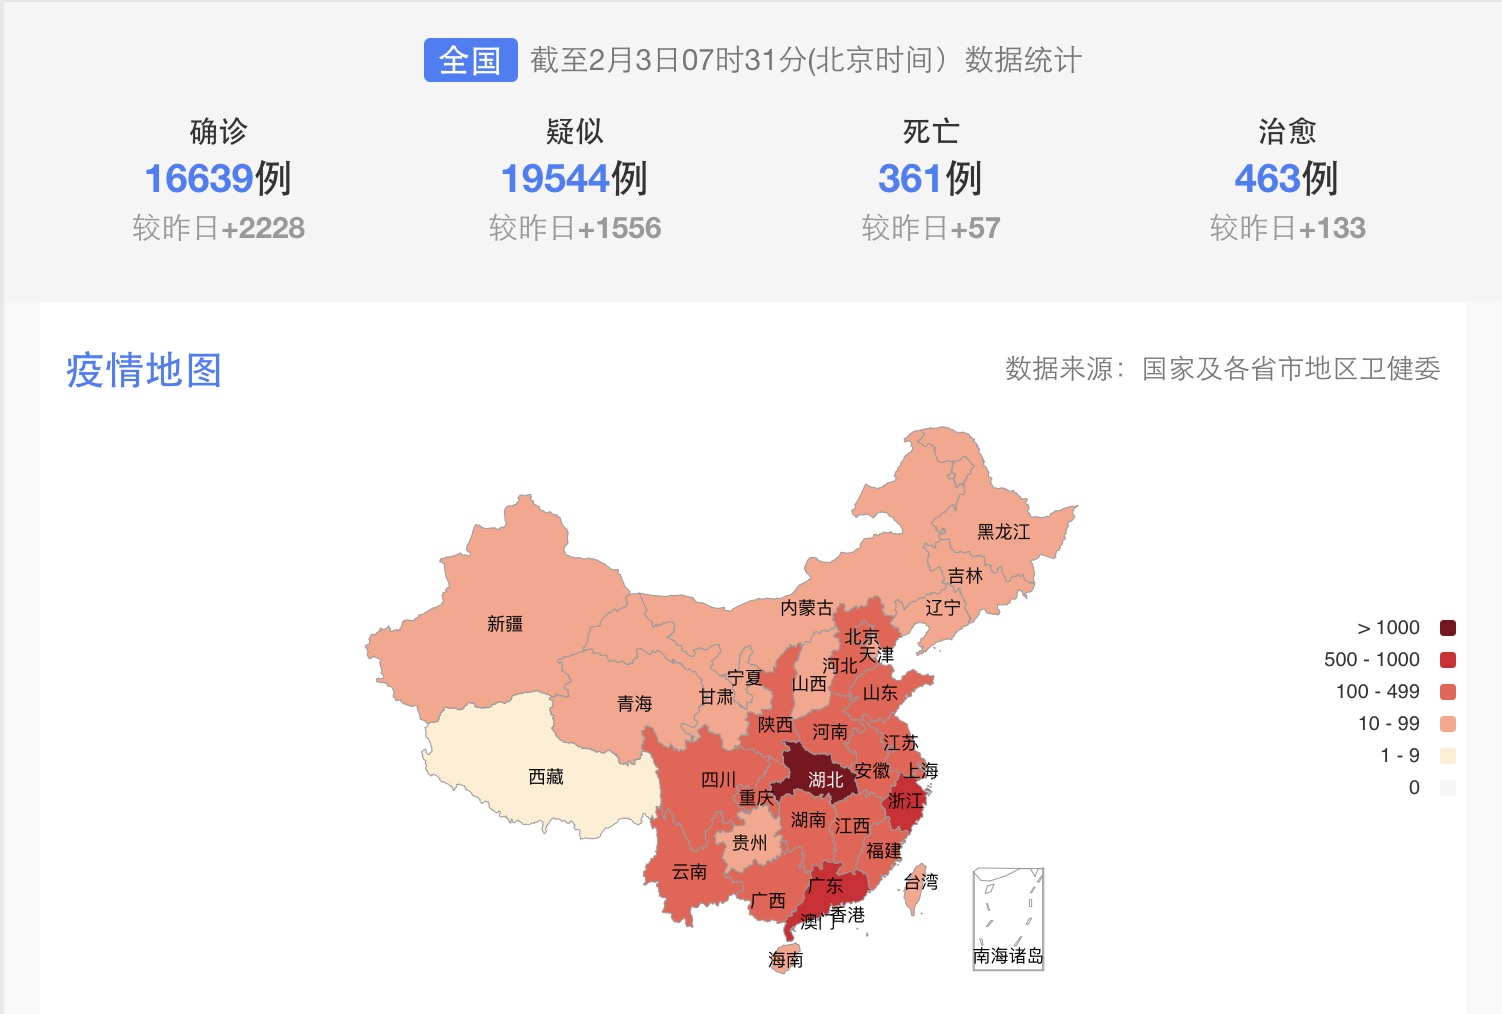 全国 截至2月3日07时31分(北京时间）数据统计
确诊 疑似 死亡 治愈
16639例 19544例 361例 463例
较昨日+2228 较昨日+1556 较昨日+57 较昨日+133
疫情地图 数据来源：国家及各省市地区卫健委
黑龙江
吉林
内蒙古 辽宁
新疆
北京
天津
河北
宁夏 山西
甘肃 山东
青海
陕西 河南
江苏
西藏 四川 湖北 安徽 上海
重庆 浙江
湖南 江西
贵州 福建
云南 台湾
广东
广西
澳门 香港
海南 南海诸岛
> 1000
500 - 1000
100 - 499
10 - 99
1 - 9
0